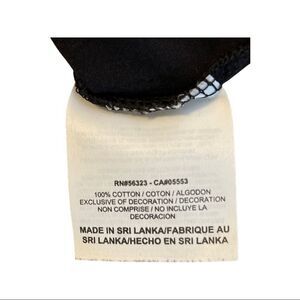 RN#56323 - CA#05553
100% COTTON / COTON / ALGODON
EXCLUSIVE OF DECORATION / DECORATION
NON COMPRISE / NO INCLUYE LA
DECORACION
MADE IN SRI LANKA/FABRIQUE AU
SRI LANKA/HECHO EN SRI LANKA